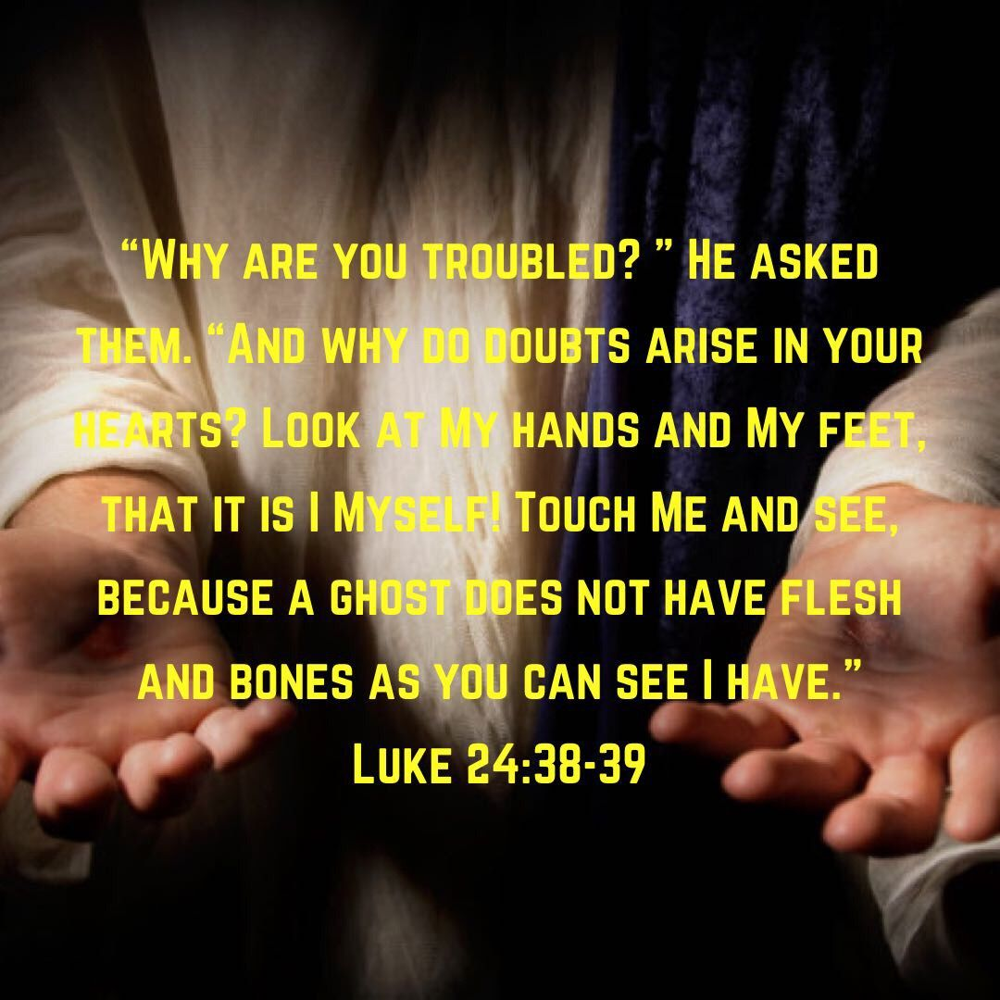 “Why are you troubled? ” He asked
them. “And why do doubts arise in your
hearts? Look at My hands and My feet,
that it is I Myself! Touch Me and see,
because a ghost does not have flesh
and bones as you can see I have.”
Luke 24:38-39